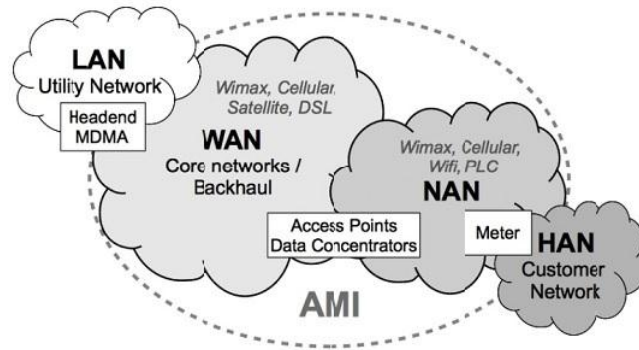 LAN
Utility Network
Headend
MDMA
Wimax, Cellular,
Satellite, DSL
WAN
Core networks /
Backhaul
Wimax, Cellular,
Wifi, PLC
NAN
Access Points
Data Concentrators
Meter
HAN
Customer
Network
AMI